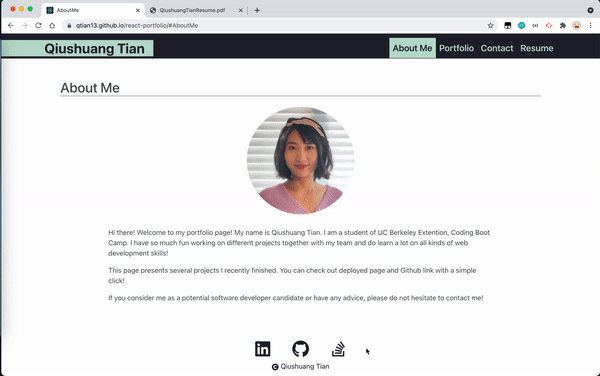 AboutMe
QiushuangTianResume.pdf
qtian13.github.io/react-portfolio/#AboutMe
Qiushuang Tian
About Me Portfolio Contact Resume
About Me
Hi there! Welcome to my portfolio page! My name is Qiushuang Tian. I am a student of UC Berkeley Extention, Coding Boot
Camp. I have so much fun working on different projects together with my team and do learn a lot on all kinds of web
development skills!
This page presents several projects I recently finished. You can check out deployed page and Github link with a simple
click!
If you consider me as a potential software developer candidate or have any advice, please do not hesitate to contact me!
Qiushuang Tian